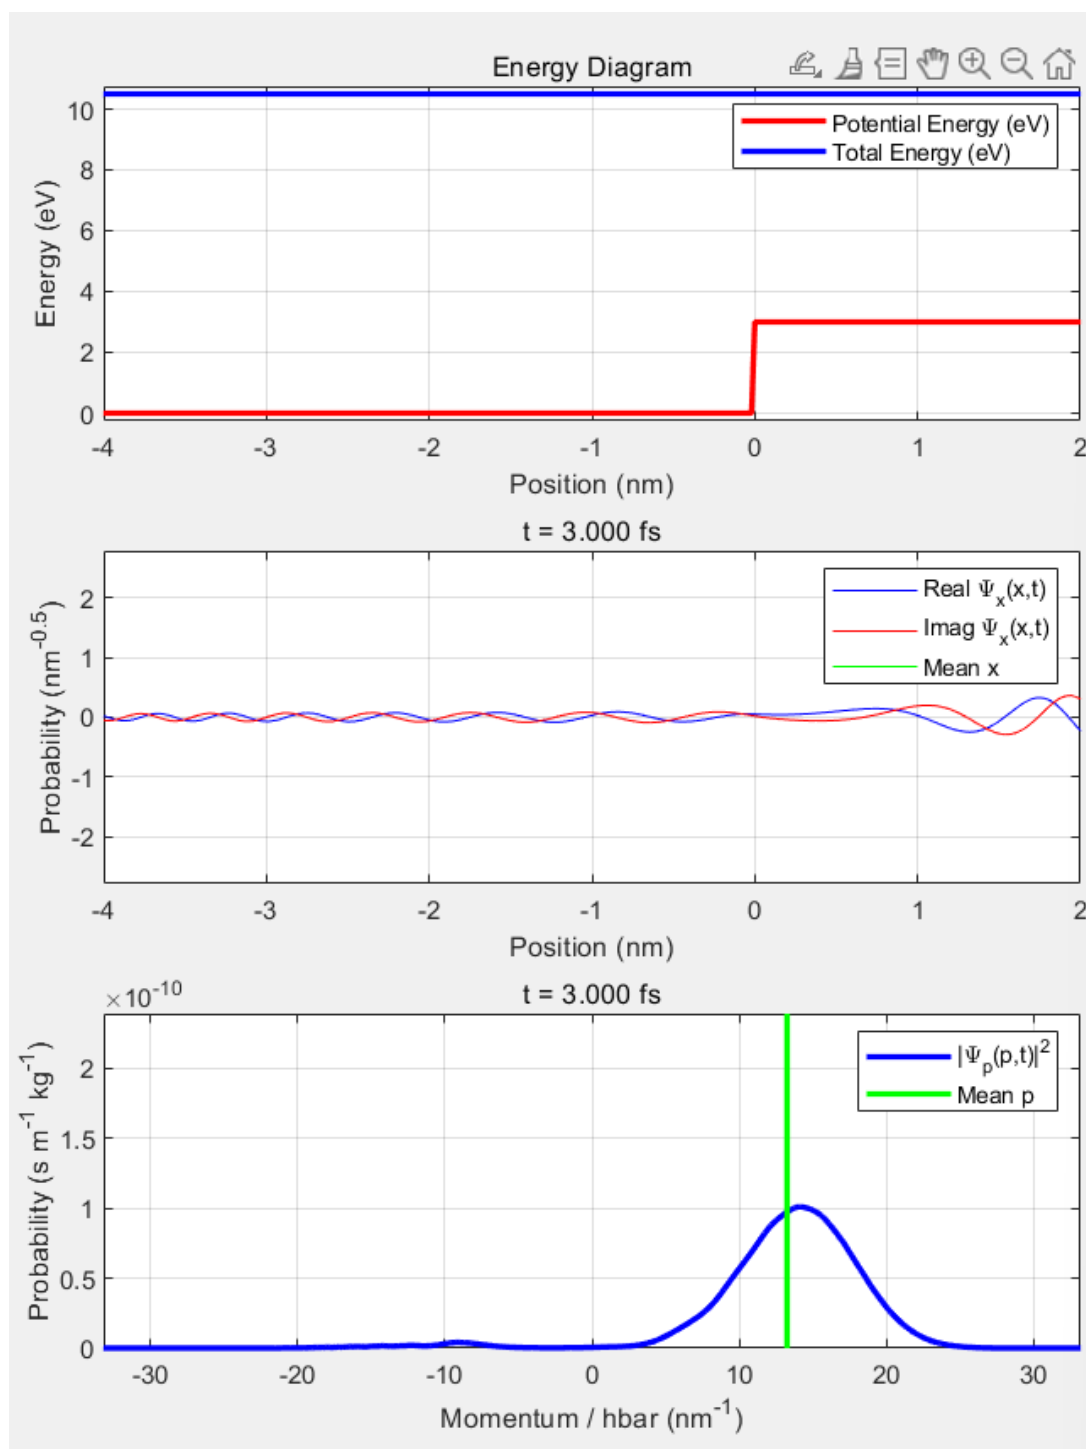 Energy Diagram
10
8
6
4
2
0
Energy (eV)
Potential Energy (eV)
Total Energy (eV)
-4 -3 -2 -1 0 1 2
Position (nm)
t = 3.000 fs
2
1
0
-1
-2
Probability (nm^-0.5)
Real Ψ_x(x,t)
Imag Ψ_x(x,t)
Mean x
-4 -3 -2 -1 0 1 2
Position (nm)
×10^-10 t = 3.000 fs
2
1.5
1
0.5
0
Probability (s m^-1 kg^-1)
|Ψ_p(p,t)|^2
Mean p
-30 -20 -10 0 10 20 30
Momentum / hbar (nm^-1)